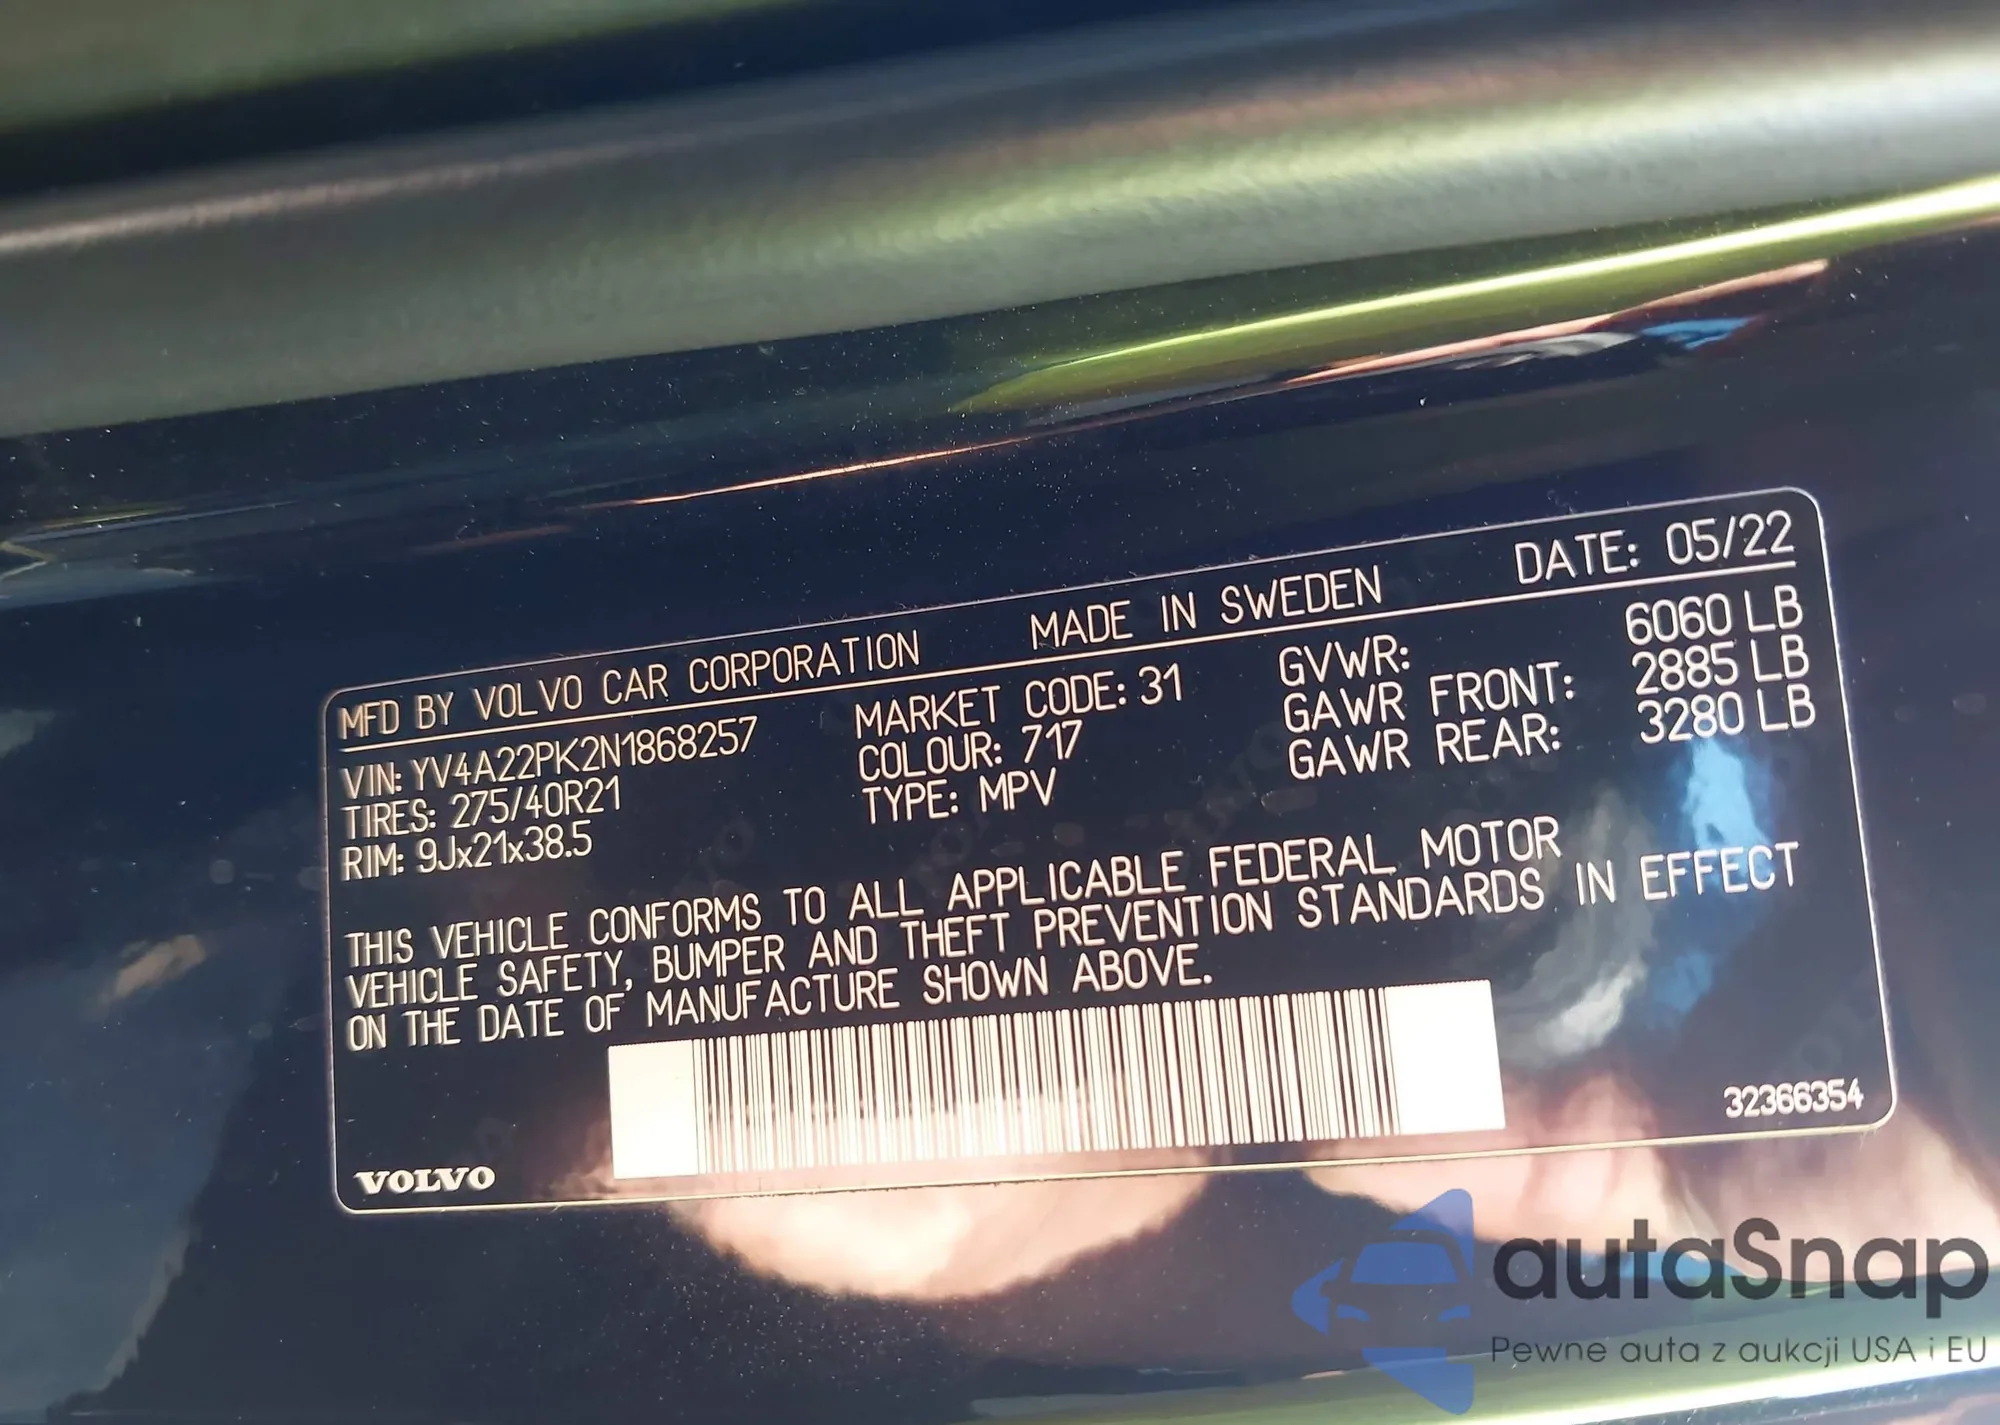 MFD BY VOLVO CAR CORPORATION MADE IN SWEDEN DATE: 05/22
VIN: YV4A22PK2N1868257 MARKET CODE: 31 GVWR: 6060 LB
TIRES: 275/40R21 COLOUR: 717 GAWR FRONT: 2885 LB
RIM: 9Jx21x38.5 TYPE: MPV GAWR REAR: 3280 LB
THIS VEHICLE CONFORMS TO ALL APPLICABLE FEDERAL MOTOR
VEHICLE SAFETY, BUMPER AND THEFT PREVENTION STANDARDS IN EFFECT
ON THE DATE OF MANUFACTURE SHOWN ABOVE.
32366354
VOLVO
autaSnap
Pewne auta z aukcji USA i EU